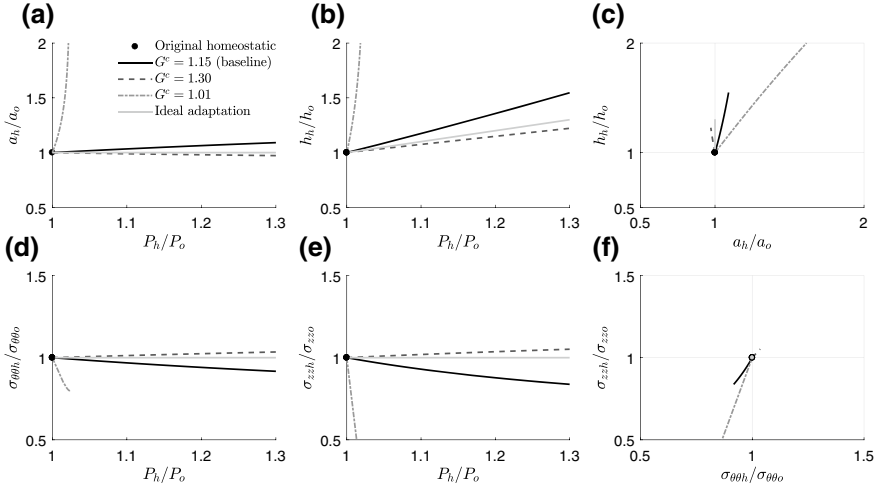 (a)
2
1.5
1
0.5
a_h/a_o
Original homeostatic
G^c = 1.15 (baseline)
G^c = 1.30
G^c = 1.01
Ideal adaptation
1 1.1 1.2 1.3
P_h/P_o
(b)
2
1.5
1
0.5
h_h/h_o
1 1.1 1.2 1.3
P_h/P_o
(c)
2
1.5
1
0.5
h_h/h_o
0.5 1 2
a_h/a_o
(d)
1.5
1
0.5
σ_θθh/σ_θθo
1 1.1 1.2 1.3
P_h/P_o
(e)
1.5
1
0.5
σ_zzh/σ_zzo
1 1.1 1.2 1.3
P_h/P_o
(f)
1.5
1
0.5
σ_zzh/σ_zzo
0.5 1 1.5
σ_θθh/σ_θθo